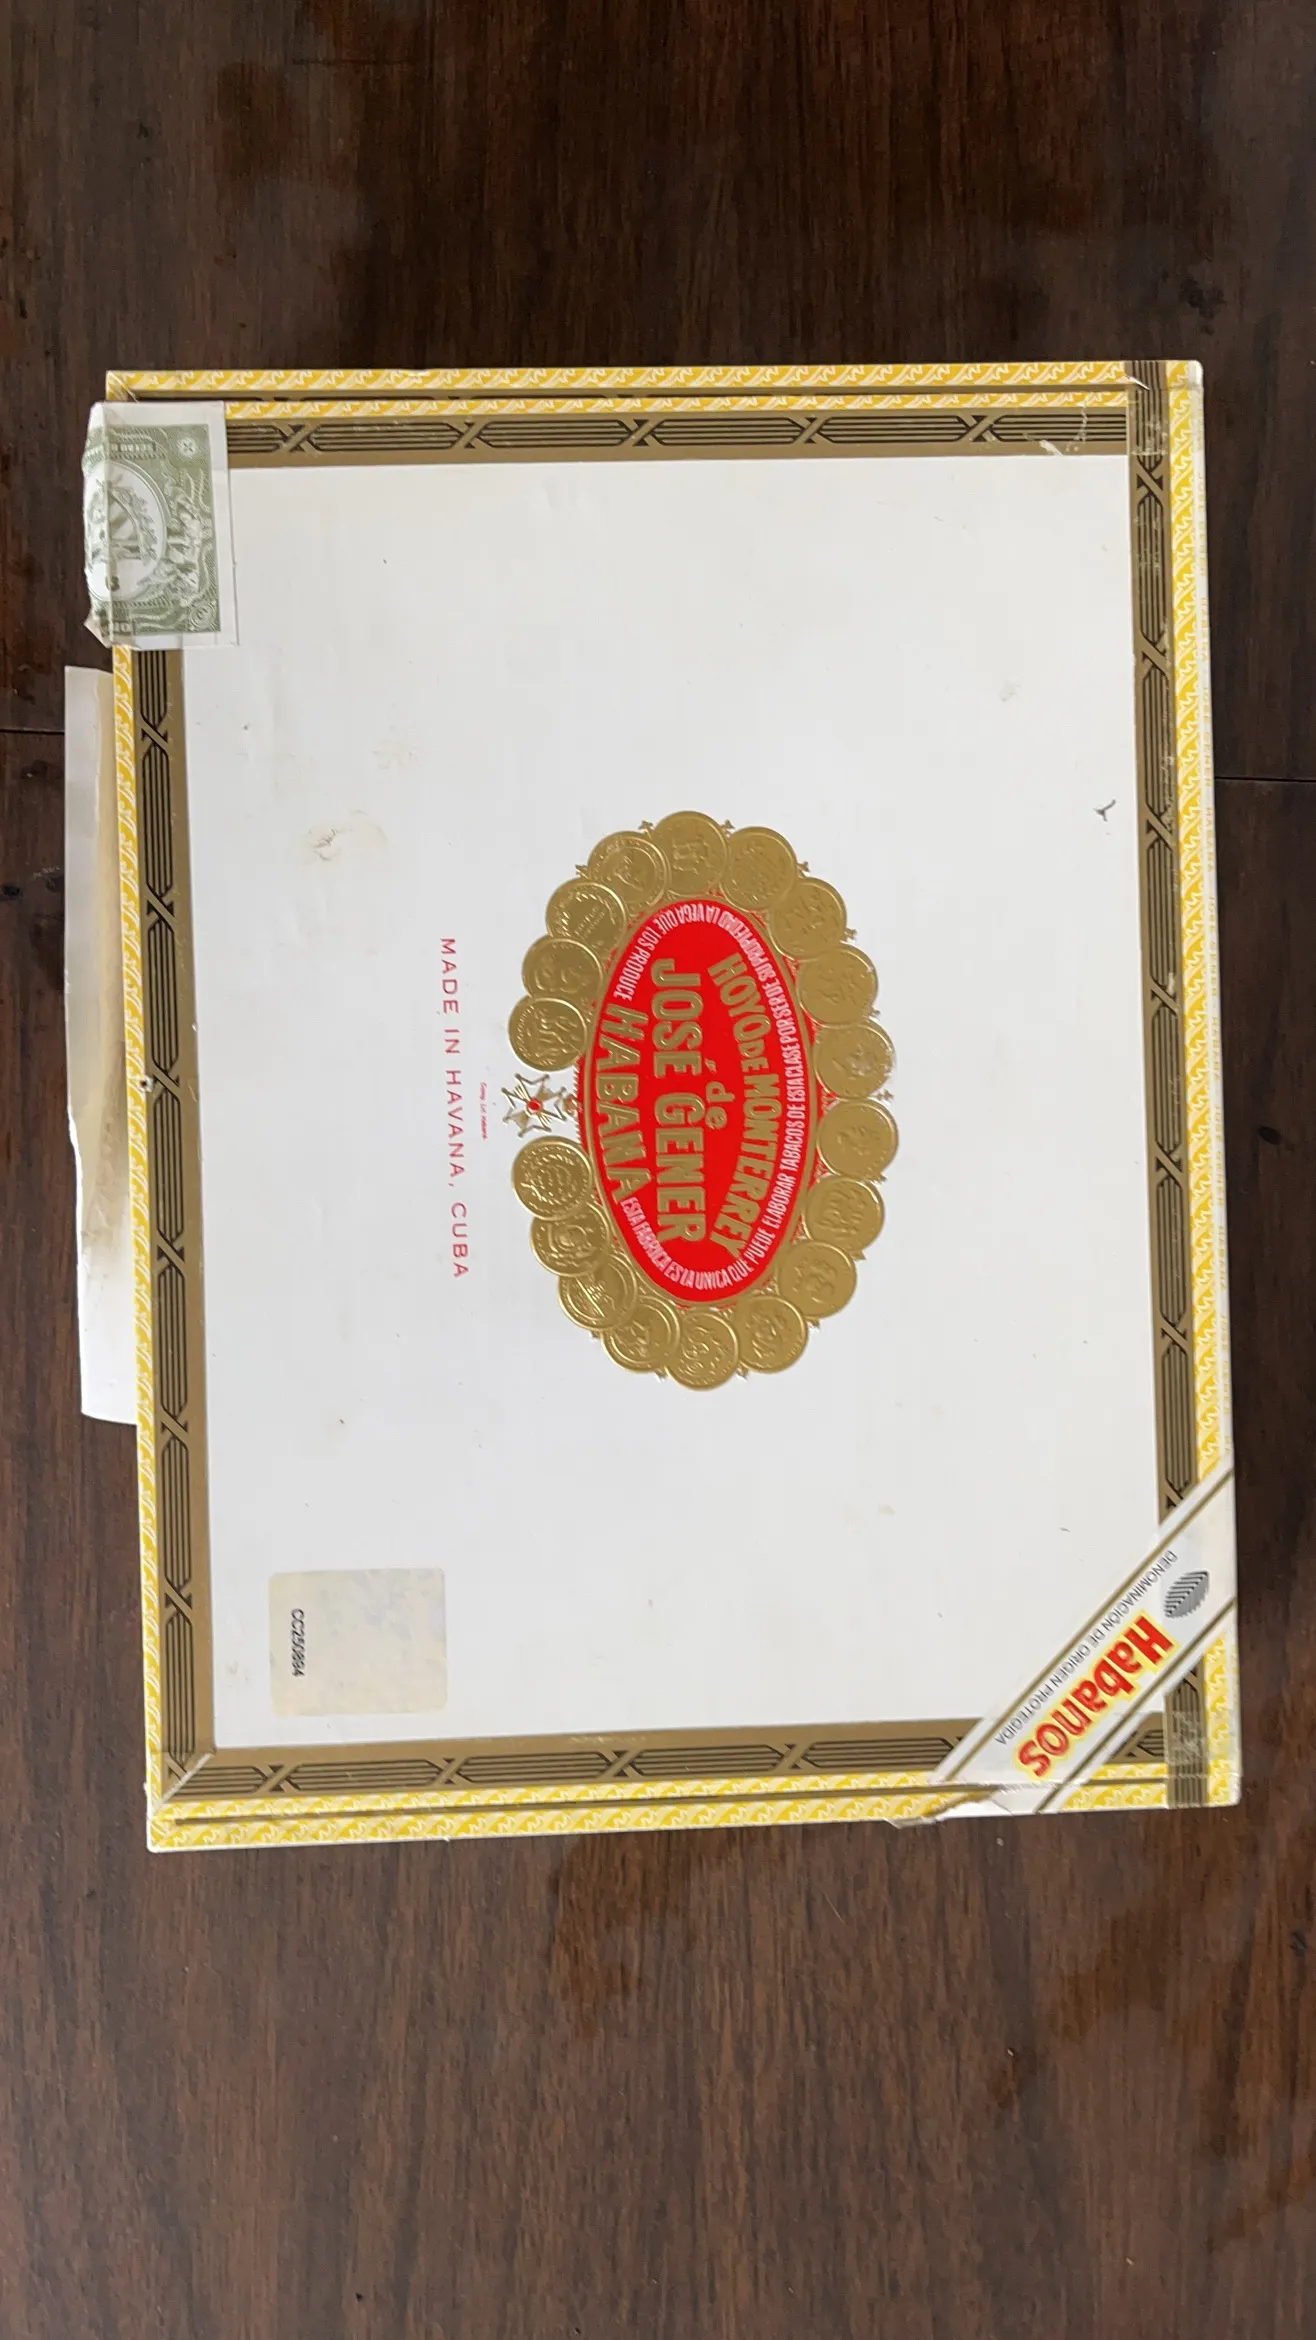 HOYO DE MONTERREY
de
JOSÉ GENER
HABANA
ESTA FABRICA ES LA UNICA QUE PUEDE ELABORAR TABACOS DE ESTA CLASE POR SER DE SU PROPIEDAD LA VEGA QUE LOS PRODUCE
MADE IN HAVANA, CUBA
CC250894
Habanos
DENOMINACIÓN DE ORIGEN PROTEGIDA